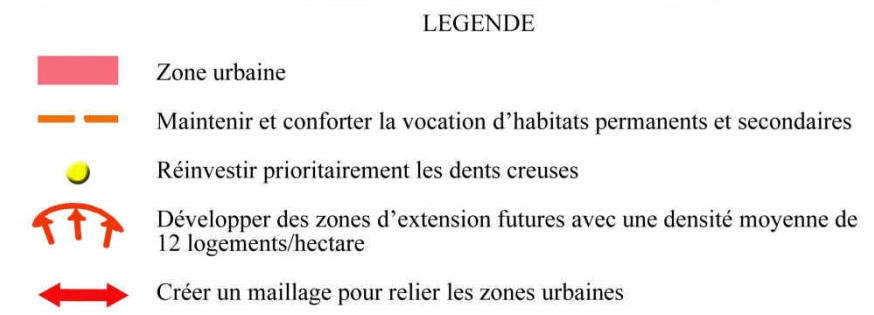 LEGENDE
Zone urbaine
Maintenir et conforter la vocation d'habitats permanents et secondaires
Réinvestir prioritairement les dents creuses
Développer des zones d'extension futures avec une densité moyenne de
12 logements/hectare
Créer un maillage pour relier les zones urbaines